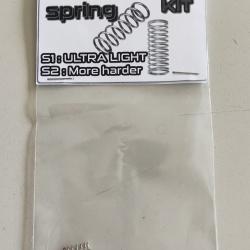 spring kit
S1 : ULTRA LIGHT
S2 : More harder